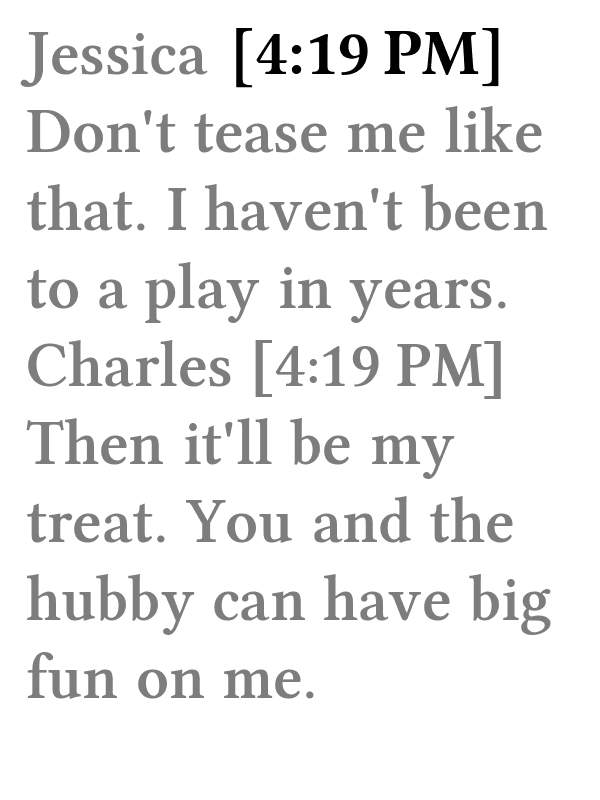 Jessica [4:19 PM]
Don't tease me like
that. I haven't been
to a play in years.
Charles [4:19 PM]
Then it'll be my
treat. You and the
hubby can have big
fun on me.